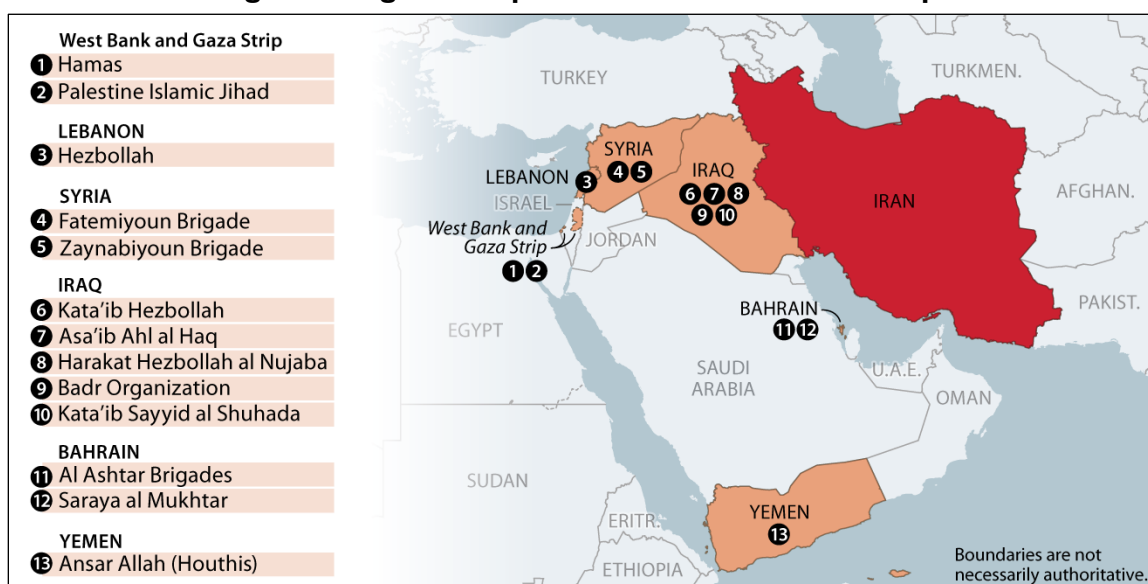 West Bank and Gaza Strip
1 Hamas
2 Palestine Islamic Jihad
LEBANON
3 Hezbollah
SYRIA
4 Fatemiyoun Brigade
5 Zaynabiyoun Brigade
IRAQ
6 Kata’ib Hezbollah
7 Asa’ib Ahl al Haq
8 Harakat Hezbollah al Nujaba
9 Badr Organization
10 Kata’ib Sayyid al Shuhada
BAHRAIN
11 Al Ashtar Brigades
12 Saraya al Mukhtar
YEMEN
13 Ansar Allah (Houthis)
TURKEY
TURKMEN.
SYRIA
4 5
LEBANON 3
IRAQ
6 7 8
9 10
IRAN
AFGHAN.
ISRAEL
West Bank and
Gaza Strip
1 2
JORDAN
PAKIST.
EGYPT
BAHRAIN
11 12
SAUDI
ARABIA
U.A.E.
OMAN
SUDAN
ERITR.
YEMEN
13
ETHIOPIA
Boundaries are not
necessarily authoritative